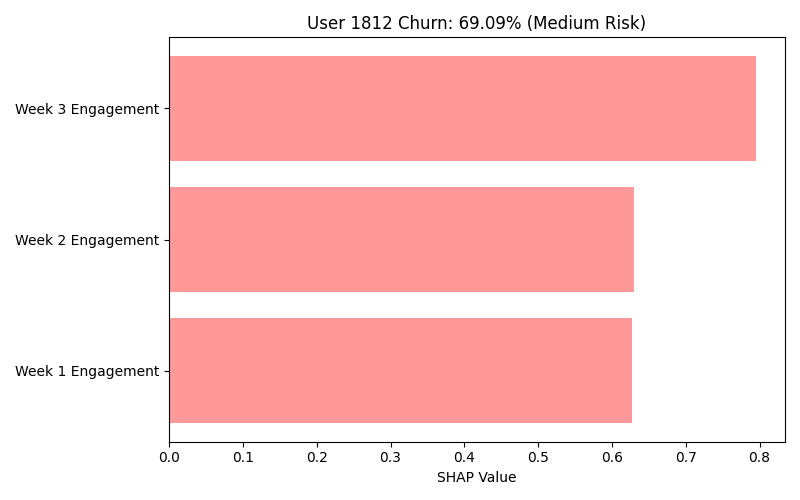 User 1812 Churn: 69.09% (Medium Risk)
Week 3 Engagement
Week 2 Engagement
Week 1 Engagement
0.0 0.1 0.2 0.3 0.4 0.5 0.6 0.7 0.8
SHAP Value